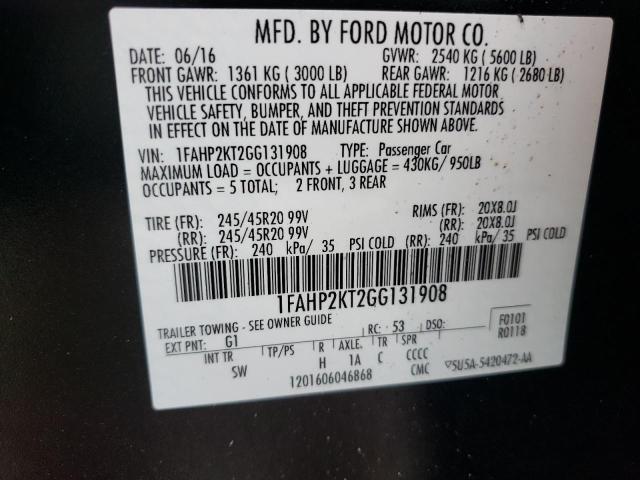 MFD. BY FORD MOTOR CO.
DATE: 06/16 GVWR: 2540 KG (5600 LB)
FRONT GAWR: 1361 KG (3000 LB) REAR GAWR: 1216 KG (2680 LB)
THIS VEHICLE CONFORMS TO ALL APPLICABLE FEDERAL MOTOR
VEHICLE SAFETY, BUMPER, AND THEFT PREVENTION STANDARDS
IN EFFECT ON THE DATE OF MANUFACTURE SHOWN ABOVE.
VIN: 1FAHP2KT2GG131908 TYPE: Passenger Car
MAXIMUM LOAD = OCCUPANTS + LUGGAGE = 430KG/ 950LB
OCCUPANTS = 5 TOTAL; 2 FRONT, 3 REAR
TIRE (FR): 245/45R20 99V RIMS (FR): 20X8.0J
(RR): 245/45R20 99V (RR): 20X8.0J
PRESSURE (FR): 240 kPa/ 35 PSI COLD (RR): 240 kPa/ 35 PSI COLD
1FAHP2KT2GG131908
TRAILER TOWING - SEE OWNER GUIDE
EXT PNT: G1 RC: 53 DSO: F0101
INT TR TP/PS R AXLE TR SPR R0118
SW H 1A C CCCC
1201606046868 CMC 5U5A-5420472-AA